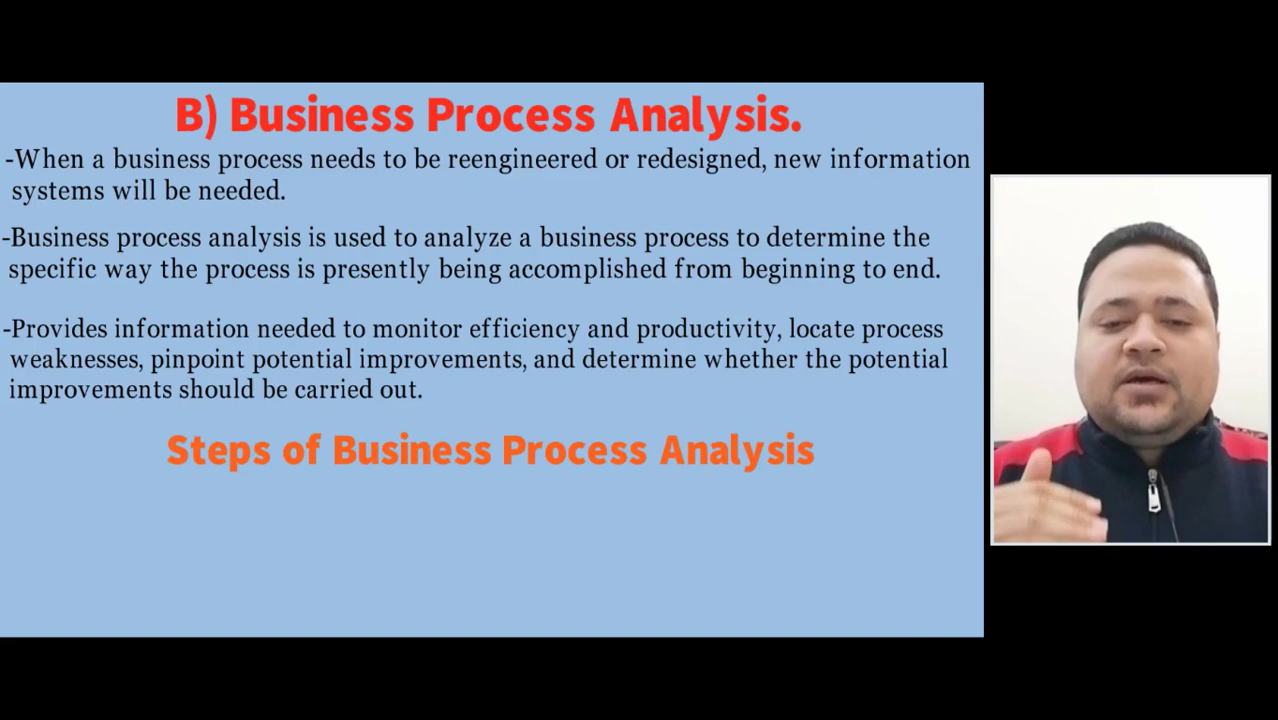 B) Business Process Analysis.
-When a business process needs to be reengineered or redesigned, new information
systems will be needed.
-Business process analysis is used to analyze a business process to determine the
specific way the process is presently being accomplished from beginning to end.
-Provides information needed to monitor efficiency and productivity, locate process
weaknesses, pinpoint potential improvements, and determine whether the potential
improvements should be carried out.
Steps of Business Process Analysis